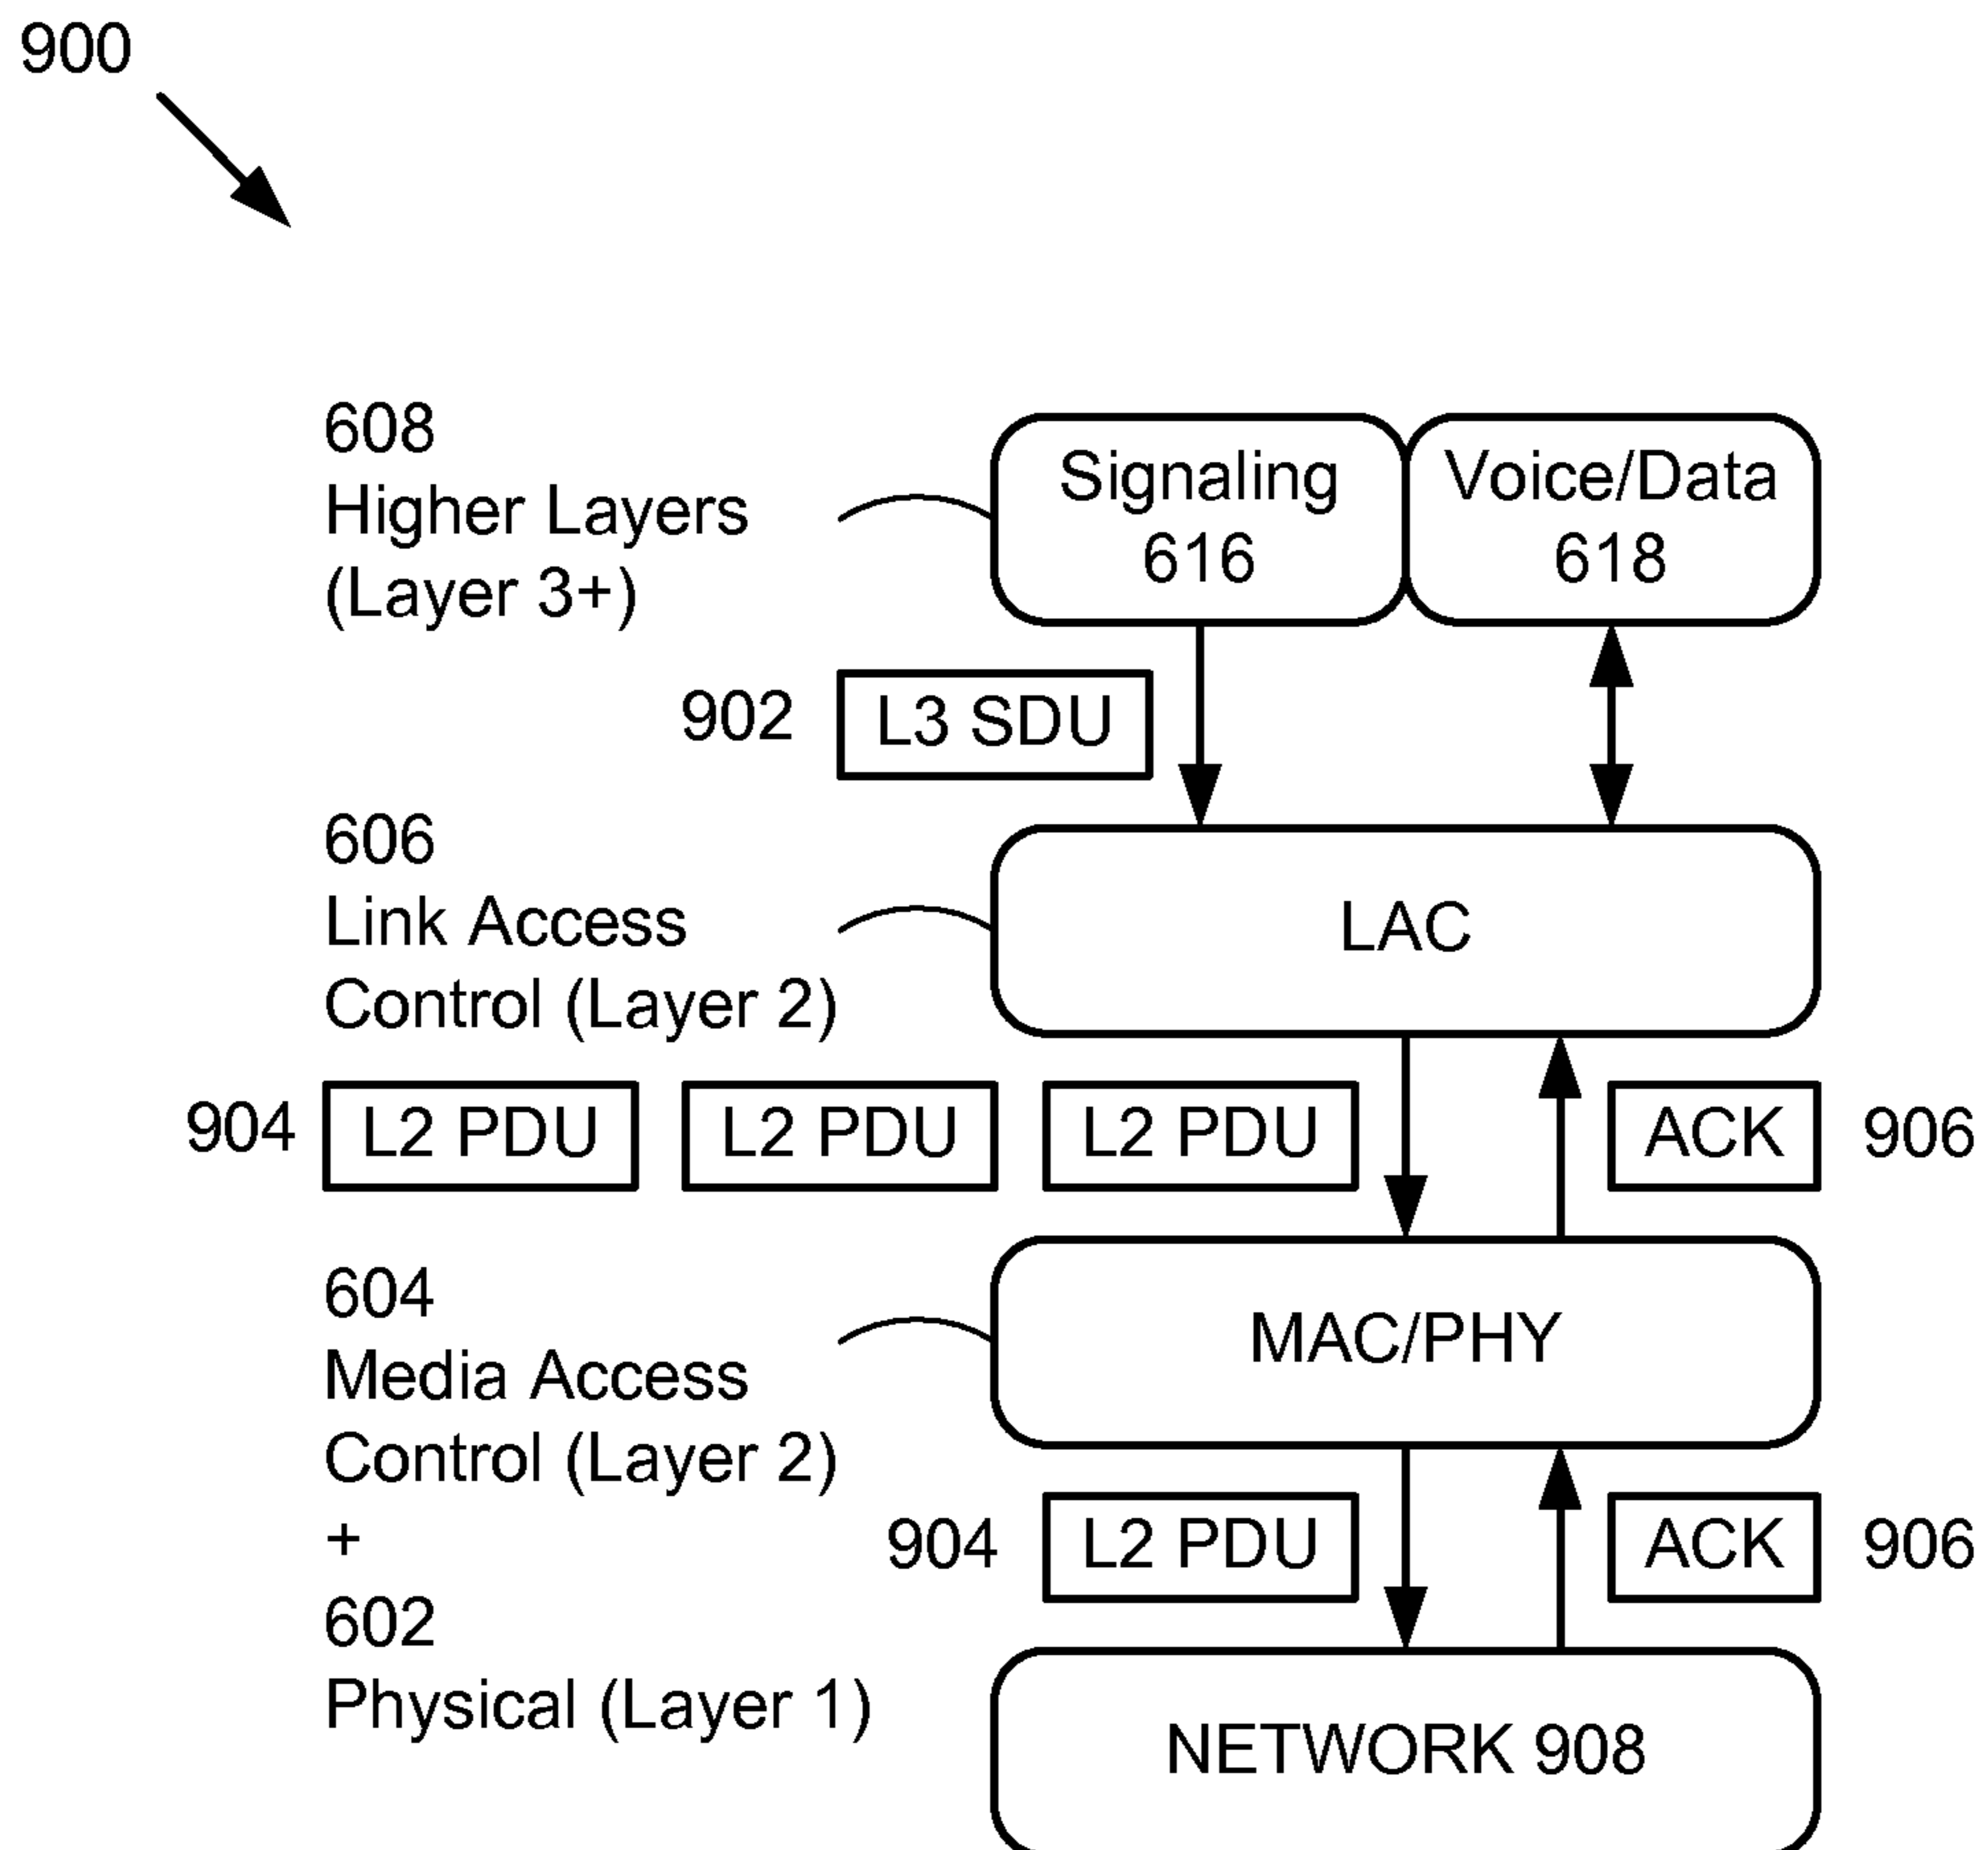 900
608
Higher Layers
(Layer 3+)
Signaling
616
Voice/Data
618
902
L3 SDU
606
Link Access
Control (Layer 2)
LAC
904
L2 PDU
L2 PDU
L2 PDU
ACK
906
604
Media Access
Control (Layer 2)
+
602
Physical (Layer 1)
MAC/PHY
904
L2 PDU
ACK
906
NETWORK 908